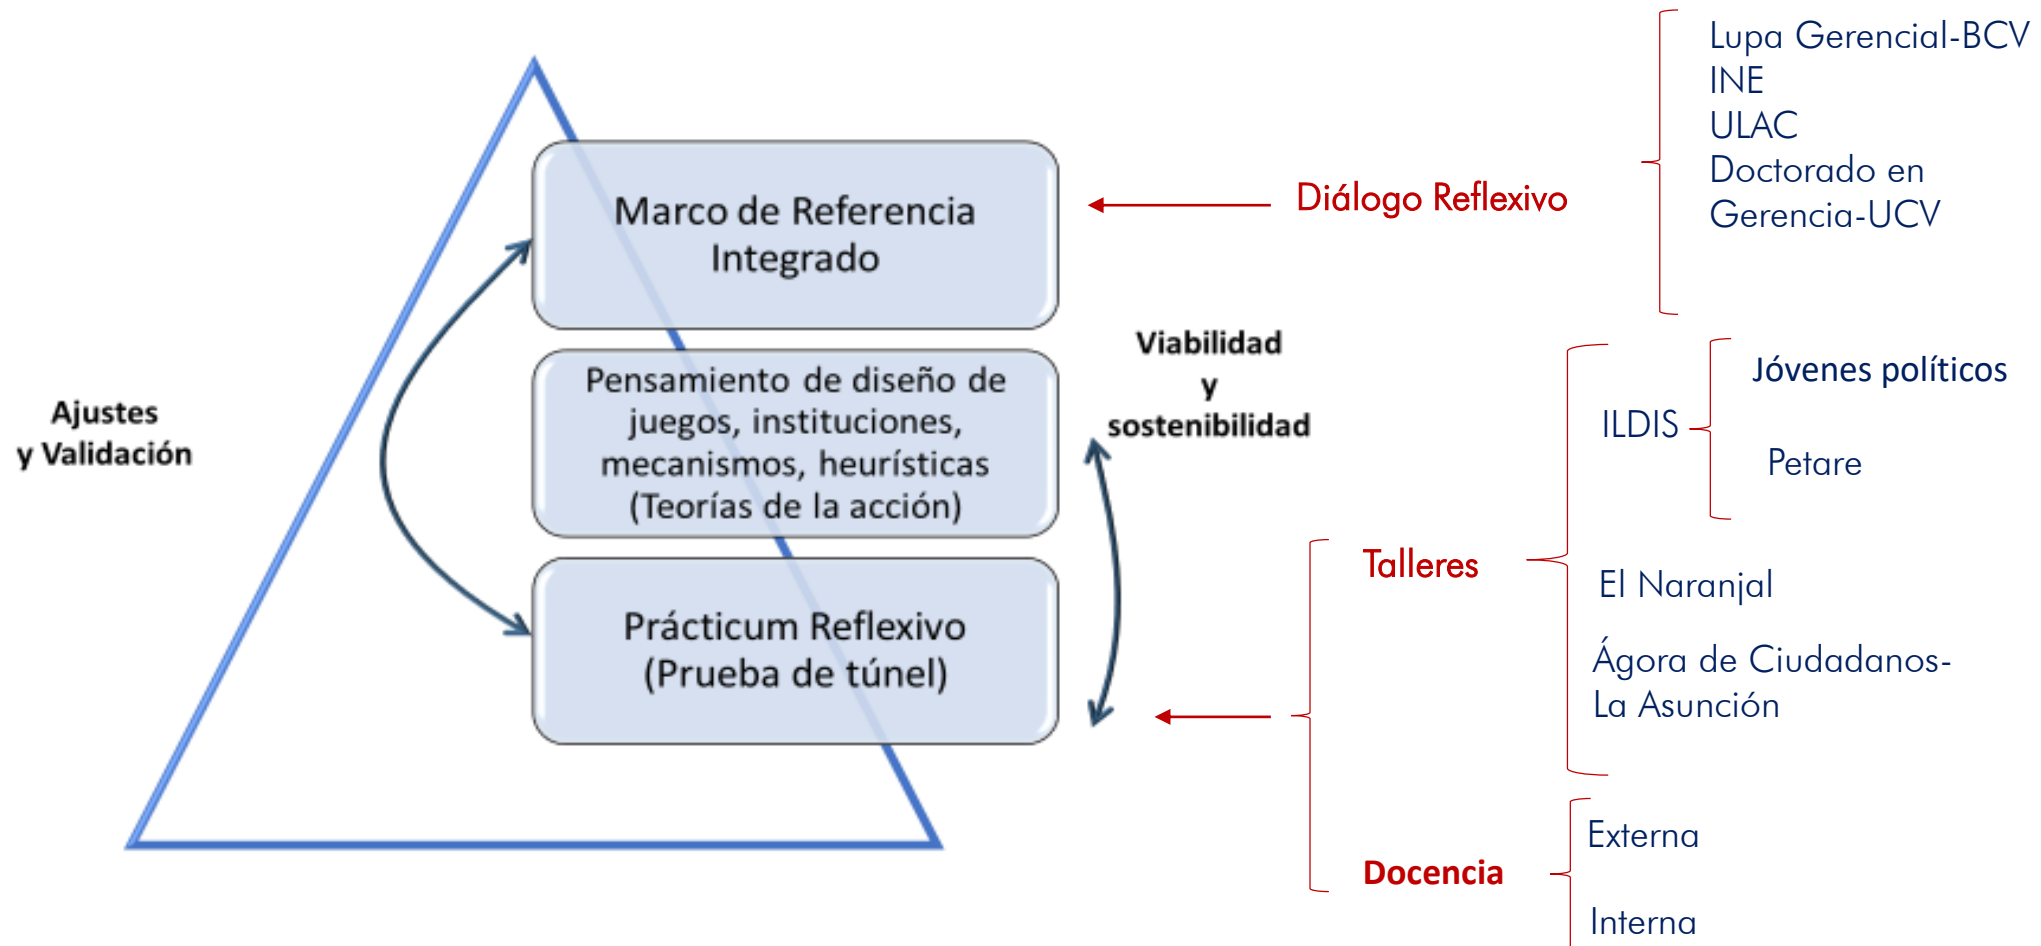 Ajustes
y Validación
Marco de Referencia
Integrado
Pensamiento de diseño de
juegos, instituciones,
mecanismos, heurísticas
(Teorías de la acción)
Prácticum Reflexivo
(Prueba de túnel)
Viabilidad
y
sostenibilidad
Diálogo Reflexivo
Lupa Gerencial-BCV
INE
ULAC
Doctorado en
Gerencia-UCV
Talleres
ILDIS
Jóvenes políticos
Petare
El Naranjal
Ágora de Ciudadanos-
La Asunción
Docencia
Externa
Interna